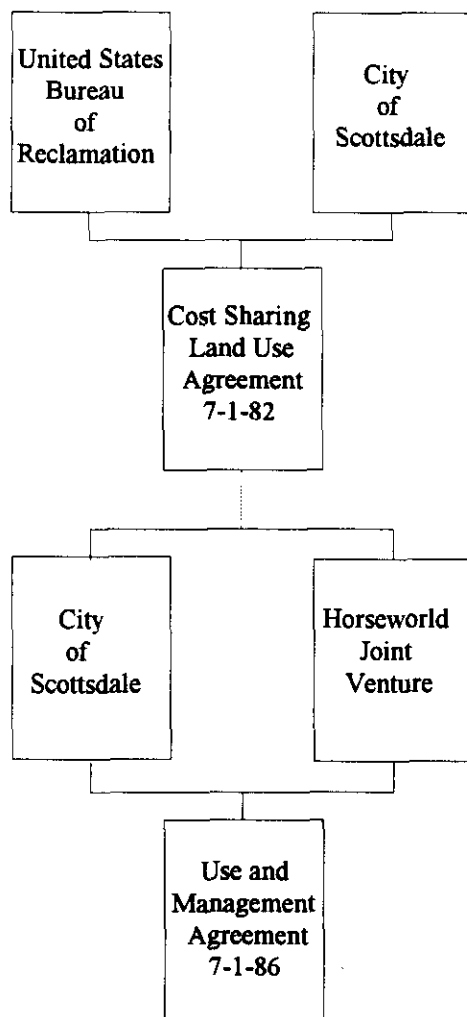 United States
Bureau
of
Reclamation
City
of
Scottsdale
Cost Sharing
Land Use
Agreement
7-1-82
City
of
Scottsdale
Horseworld
Joint
Venture
Use and
Management
Agreement
7-1-86